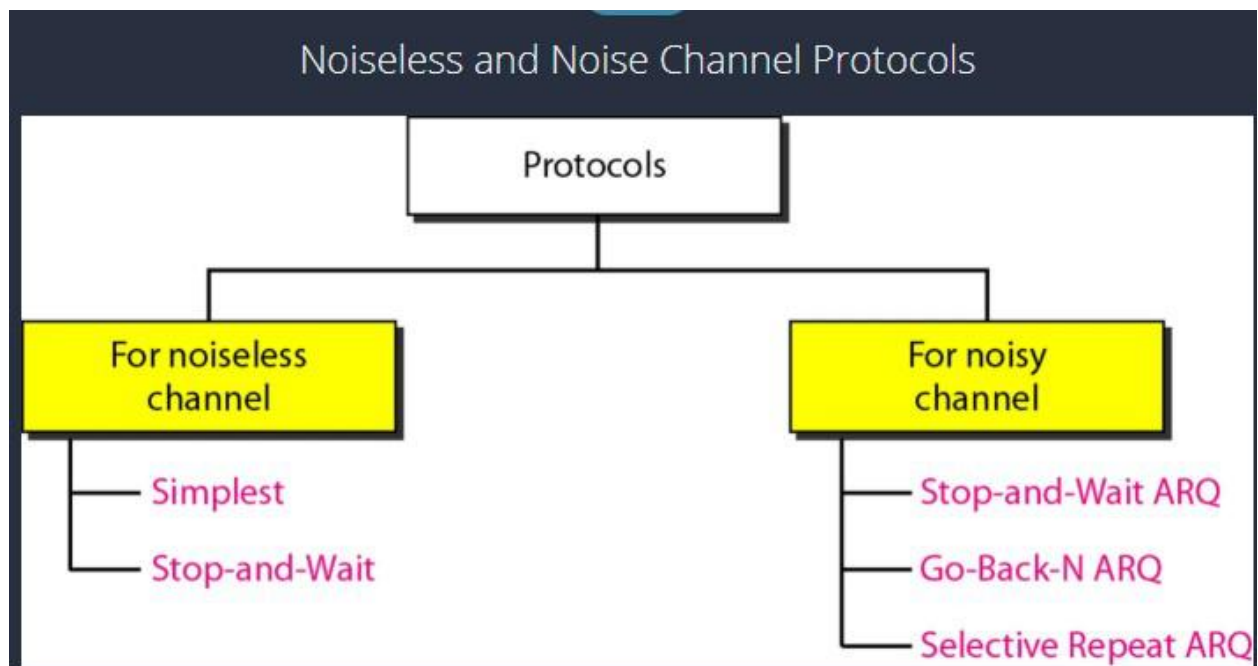 Noiseless and Noise Channel Protocols
Protocols
For noiseless
channel
Simplest
Stop-and-Wait
For noisy
channel
Stop-and-Wait ARQ
Go-Back-N ARQ
Selective Repeat ARQ